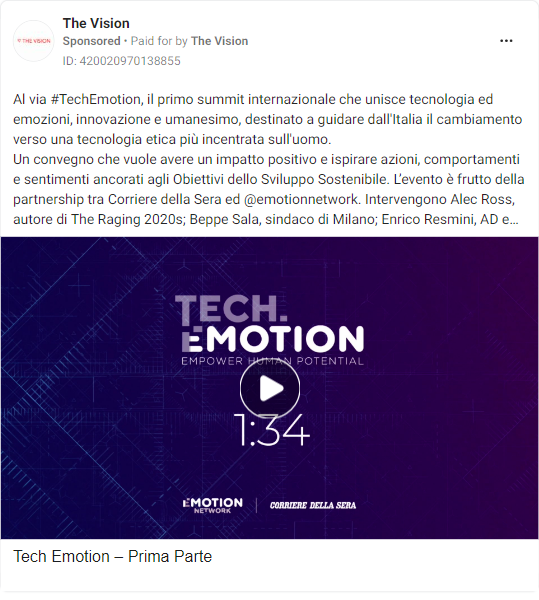 The Vision
Sponsored • Paid for by The Vision
THE VISION
ID: 420020970138855
Al via #TechEmotion, il primo summit internazionale che unisce tecnologia ed
emozioni, innovazione e umanesimo, destinato a guidare dall'Italia il cambiamento
verso una tecnologia etica più incentrata sull'uomo.
Un convegno che vuole avere un impatto positivo e ispirare azioni, comportamenti
e sentimenti ancorati agli Obiettivi dello Sviluppo Sostenibile. L’evento è frutto della
partnership tra Corriere della Sera ed @emotionnetwork. Intervengono Alec Ross,
autore di The Raging 2020s; Beppe Sala, sindaco di Milano; Enrico Resmini, AD e...
TECH.
EMOTION
EMPOWER HUMAN POTENTIAL
1:34
EMOTION NETWORK | CORRIERE DELLA SERA
Tech Emotion – Prima Parte